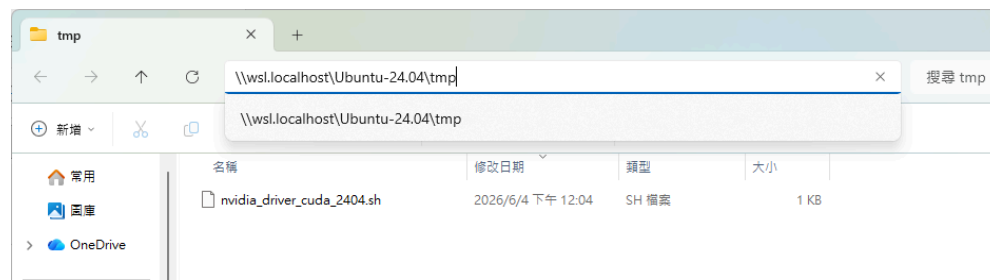 tmp
\\wsl.localhost\Ubuntu-24.04\tmp
搜尋 tmp
\\wsl.localhost\Ubuntu-24.04\tmp
新增
常用
圖庫
OneDrive
名稱 修改日期 類型 大小
nvidia_driver_cuda_2404.sh 2026/6/4 下午 12:04 SH 檔案 1 KB